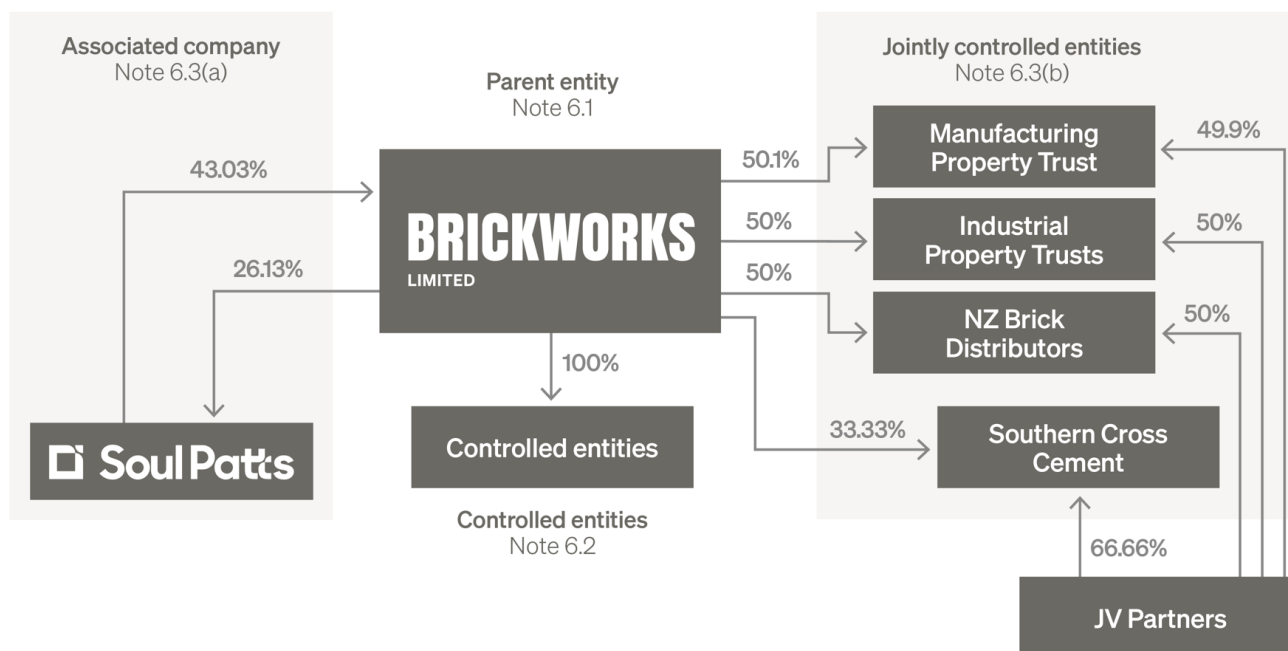 Associated company
Note 6.3(a)
43.03%
26.13%
Soul Patts
Parent entity
Note 6.1
BRICKWORKS
LIMITED
100%
Controlled entities
Controlled entities
Note 6.2
Jointly controlled entities
Note 6.3(b)
50.1%
Manufacturing
Property Trust
49.9%
50%
Industrial
Property Trusts
50%
50%
NZ Brick
Distributors
50%
33.33%
Southern Cross
Cement
66.66%
JV Partners